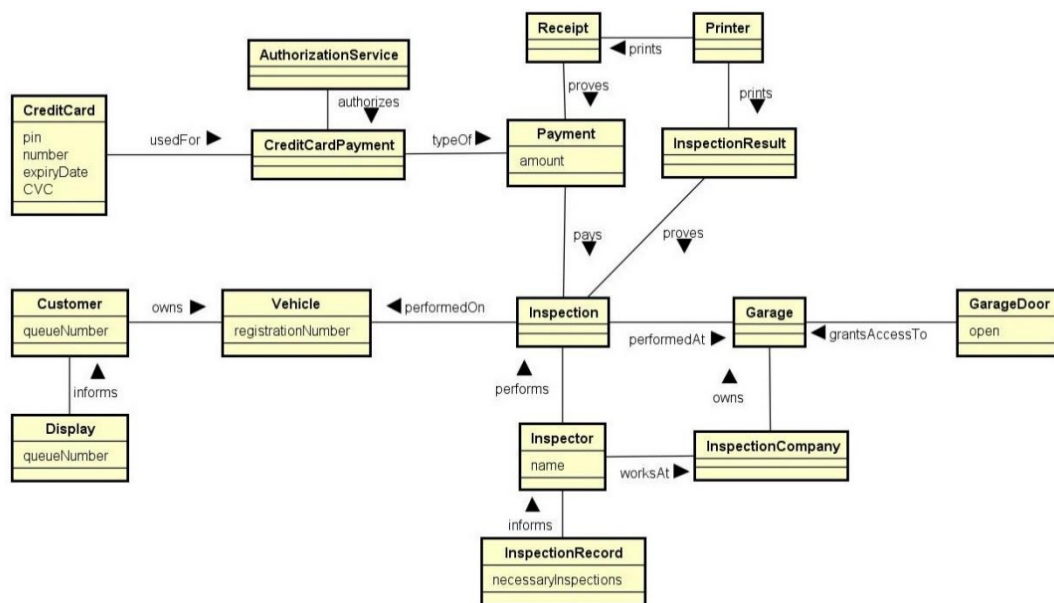 Receipt
Printer
prints
AuthorizationService
proves
prints
CreditCard
pin
number
expiryDate
CVC
authorizes
usedFor
CreditCardPayment
typeOf
Payment
amount
InspectionResult
pays
proves
Customer
queueNumber
owns
Vehicle
registrationNumber
performedOn
Inspection
performedAt
Garage
grantsAccessTo
GarageDoor
open
informs
performs
owns
Display
queueNumber
Inspector
name
worksAt
InspectionCompany
informs
InspectionRecord
necessaryInspections